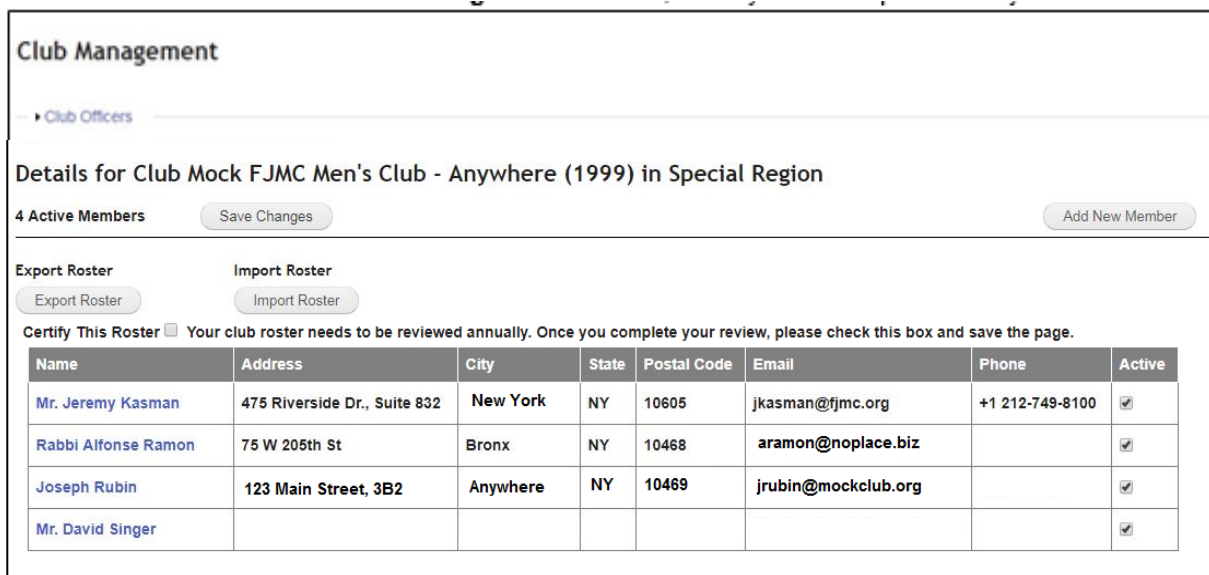 Club Management
Club Officers
Details for Club Mock FJMC Men's Club - Anywhere (1999) in Special Region
4 Active Members Save Changes Add New Member
Export Roster Import Roster
Export Roster Import Roster
Certify This Roster Your club roster needs to be reviewed annually. Once you complete your review, please check this box and save the page.
Name Address City State Postal Code Email Phone Active
Mr. Jeremy Kasman 475 Riverside Dr., Suite 832 New York NY 10605 jkasman@fjmc.org +1 212-749-8100
Rabbi Alfonse Ramon 75 W 205th St Bronx NY 10468 aramon@noplace.biz
Joseph Rubin 123 Main Street, 3B2 Anywhere NY 10469 jrubin@mockclub.org
Mr. David Singer